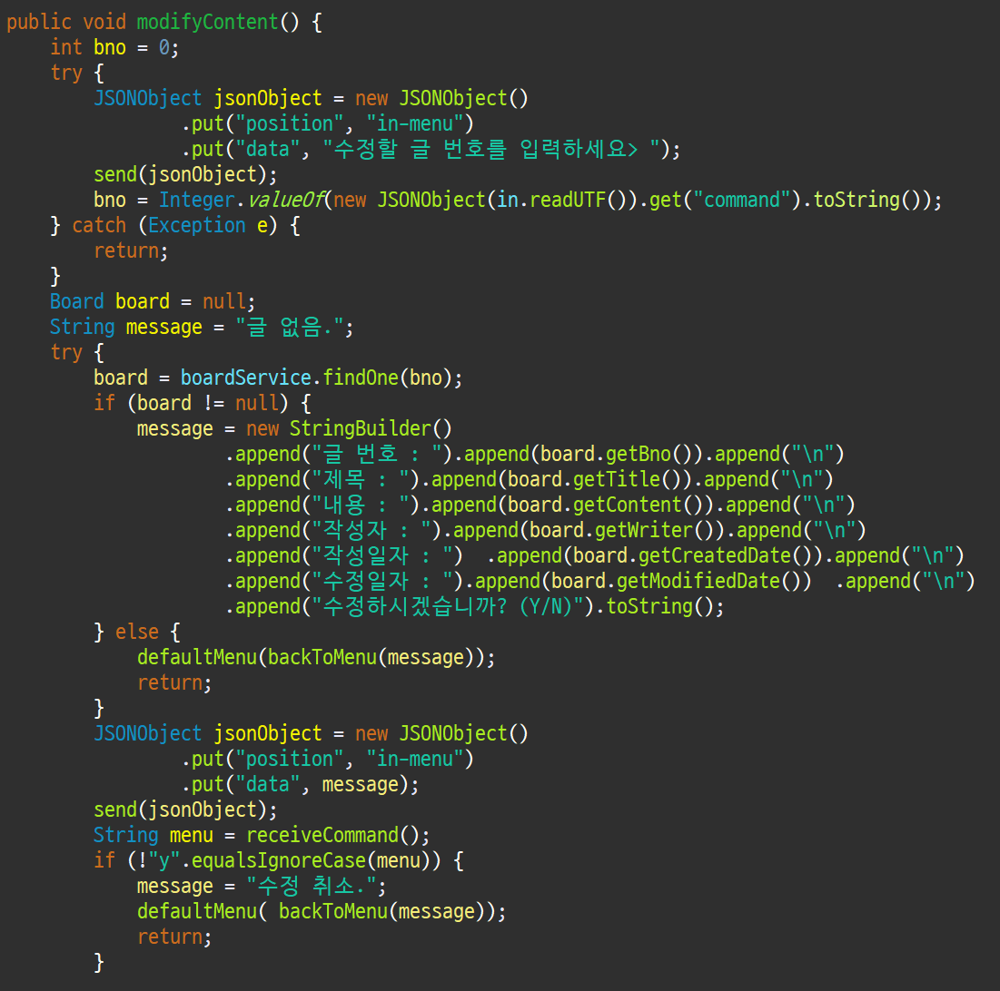 public void modifyContent() {
    int bno = 0;
    try {
        JSONObject jsonObject = new JSONObject()
                .put("position", "in-menu")
                .put("data", "수정할 글 번호를 입력하세요> ");
        send(jsonObject);
        bno = Integer.valueOf(new JSONObject(in.readUTF()).get("command").toString());
    } catch (Exception e) {
        return;
    }
    Board board = null;
    String message = "글 없음.";
    try {
        board = boardService.findOne(bno);
        if (board != null) {
            message = new StringBuilder()
                    .append("글 번호 : ").append(board.getBno()).append("\n")
                    .append("제목 : ").append(board.getTitle()).append("\n")
                    .append("내용 : ").append(board.getContent()).append("\n")
                    .append("작성자 : ").append(board.getWriter()).append("\n")
                    .append("작성일자 : ")  .append(board.getCreatedDate()).append("\n")
                    .append("수정일자 : ").append(board.getModifiedDate())  .append("\n")
                    .append("수정하시겠습니까? (Y/N)").toString();
        } else {
            defaultMenu(backToMenu(message));
            return;
        }
        JSONObject jsonObject = new JSONObject()
                .put("position", "in-menu")
                .put("data", message);
        send(jsonObject);
        String menu = receiveCommand();
        if (!"y".equalsIgnoreCase(menu)) {
            message = "수정 취소.";
            defaultMenu( backToMenu(message));
            return;
        }